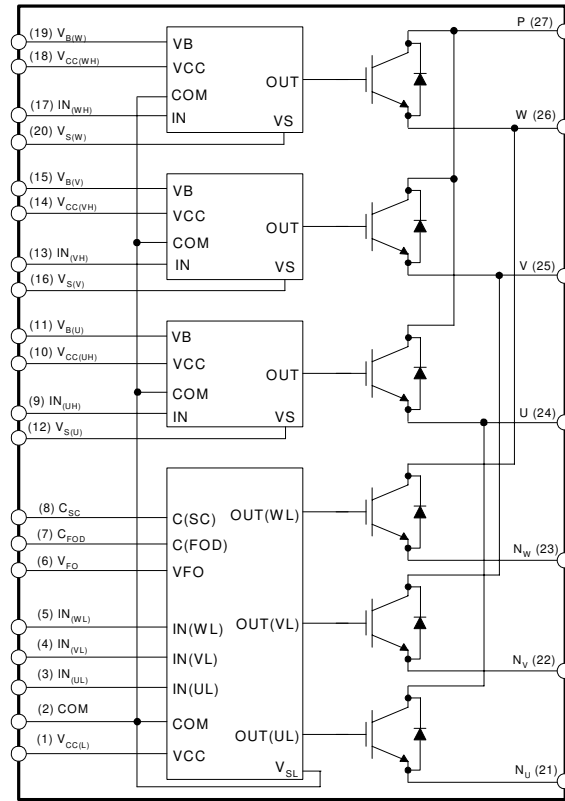 (19) VB(W)
(18) VCC(WH)
(17) IN(WH)
(20) VS(W)
VB
VCC
COM
IN
OUT
VS
P (27)
W (26)
(15) VB(V)
(14) VCC(VH)
(13) IN(VH)
(16) VS(V)
VB
VCC
COM
IN
OUT
VS
V (25)
(11) VB(U)
(10) VCC(UH)
(9) IN(UH)
(12) VS(U)
VB
VCC
COM
IN
OUT
VS
U (24)
(8) CSC
(7) CFOD
(6) VFO
(5) IN(WL)
(4) IN(VL)
(3) IN(UL)
(2) COM
(1) VCC(L)
C(SC)
C(FOD)
VFO
IN(WL)
IN(VL)
IN(UL)
COM
VCC
OUT(WL)
OUT(VL)
OUT(UL)
VSL
NW (23)
NV (22)
NU (21)